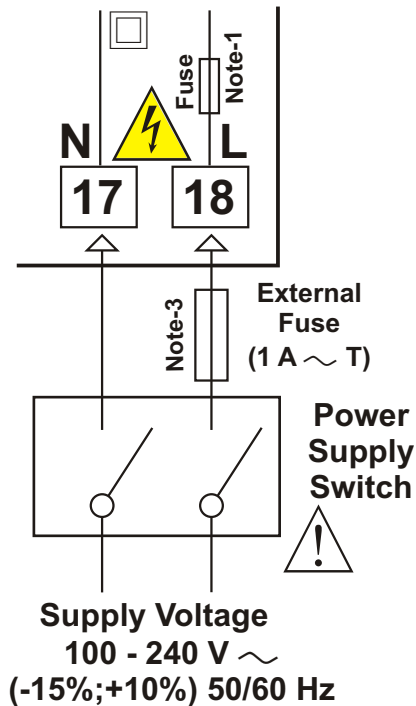 Fuse
Note-1
N
L
17
18
Note-3
External
Fuse
(1 A ～ T)
Power
Supply
Switch
!
Supply Voltage
100 - 240 V ～
(-15%;+10%) 50/60 Hz